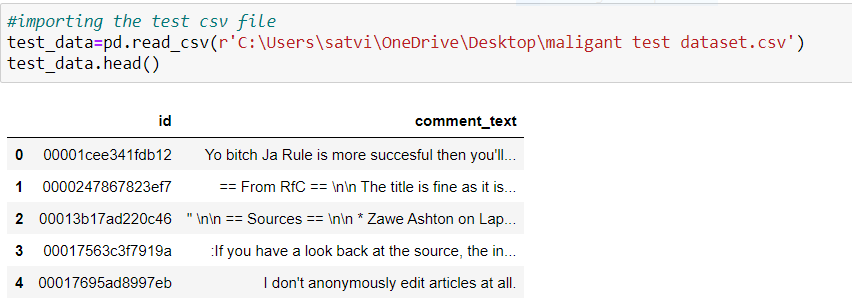 #importing the test csv file
test_data=pd.read_csv(r'C:\Users\satvi\OneDrive\Desktop\maligant test dataset.csv')
test_data.head()
id comment_text
0 00001cee341fdb12 Yo bitch Ja Rule is more succesful then you'll...
1 0000247867823ef7 == From RfC == \n\n The title is fine as it is...
2 00013b17ad220c46 " \n\n == Sources == \n\n * Zawe Ashton on Lap...
3 00017563c3f7919a :If you have a look back at the source, the in...
4 00017695ad8997eb I don't anonymously edit articles at all.